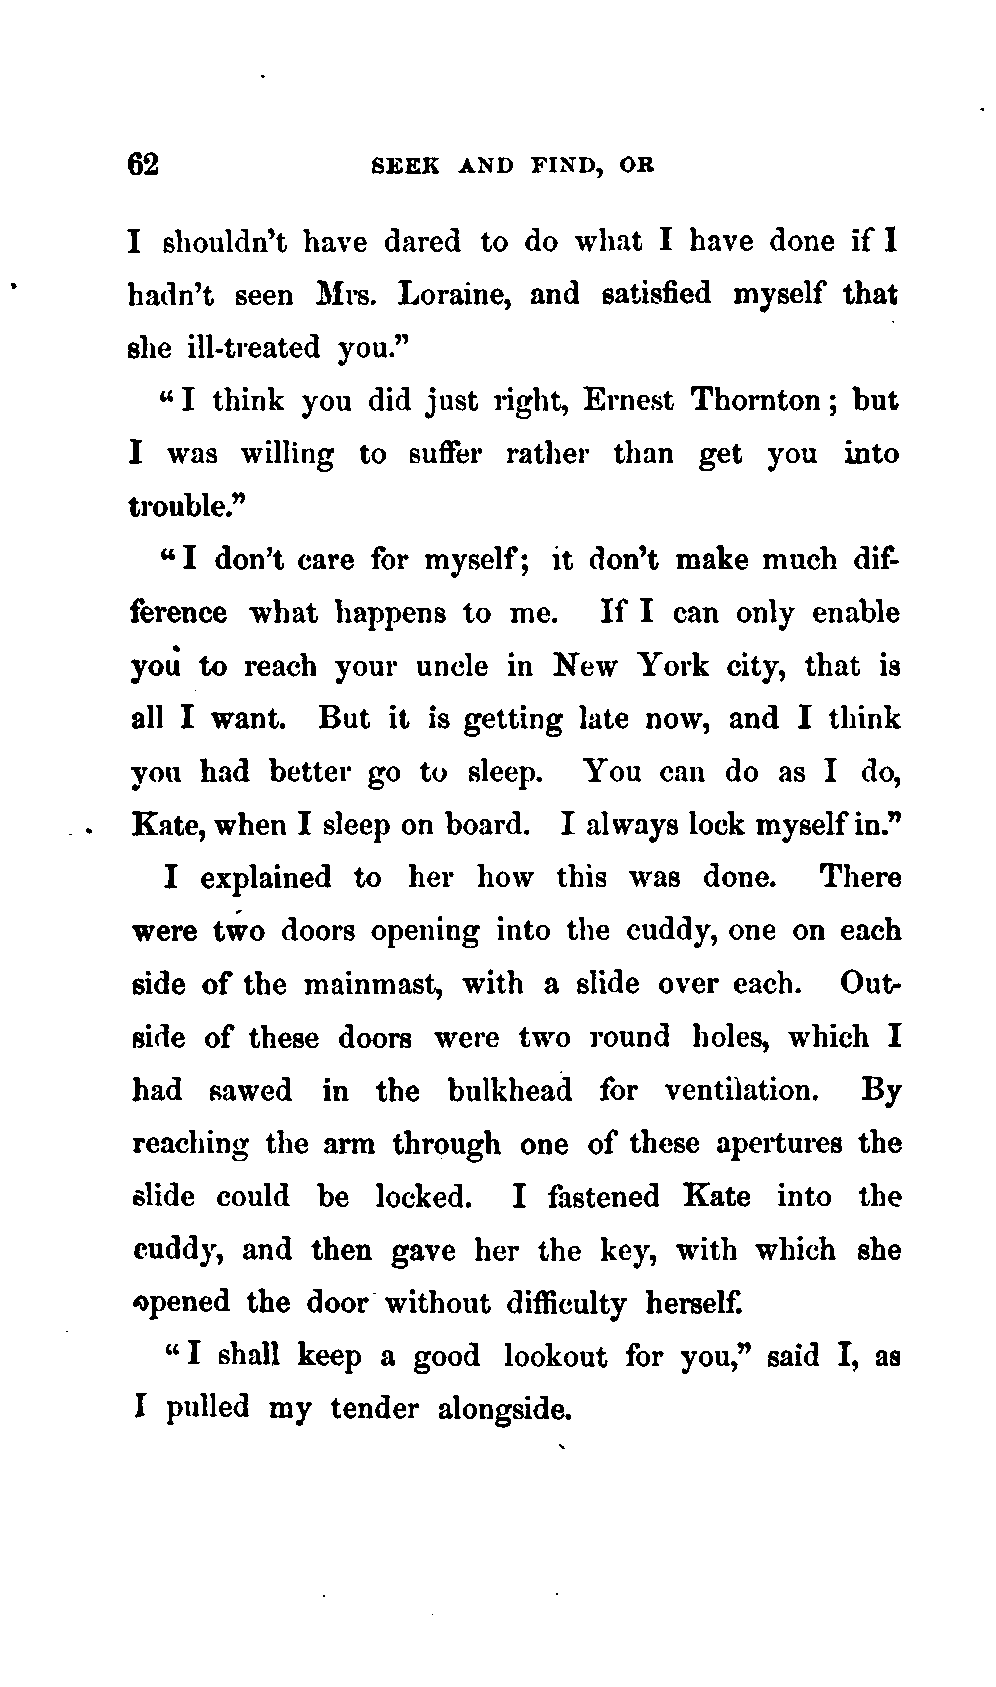 62 SEEK AND FIND, OR
I shouldn't have dared to do what I have done if I
hadn't seen Mrs. Loraine, and satisfied myself that
she ill-treated you."
"I think you did just right, Ernest Thornton; but
I was willing to suffer rather than get you into
trouble."
"I don't care for myself; it don't make much dif-
ference what happens to me. If I can only enable
you to reach your uncle in New York city, that is
all I want. But it is getting late now, and I think
you had better go to sleep. You can do as I do,
Kate, when I sleep on board. I always lock myself in."
I explained to her how this was done. There
were two doors opening into the cuddy, one on each
side of the mainmast, with a slide over each. Out-
side of these doors were two round holes, which I
had sawed in the bulkhead for ventilation. By
reaching the arm through one of these apertures the
slide could be locked. I fastened Kate into the
cuddy, and then gave her the key, with which she
opened the door without difficulty herself.
"I shall keep a good lookout for you," said I, as
I pulled my tender alongside.